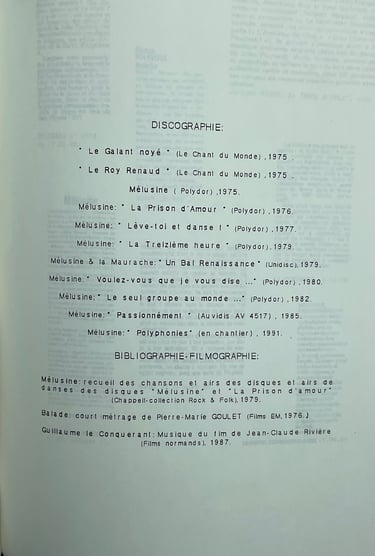 DISCOGRAPHIE:
" Le Galant noyé " (Le Chant du Monde) ,1975 .
" Le Roy Renaud " (Le Chant du Monde) ,1975 .
Mélusine ( Polydor) ,1975.
Mélusine: " La Prison d'Amour " (Polydor) ,1976.
Mélusine: " Lève-toi et danse ! " (Polydor) ,1977.
Mélusine: " La Treizième heure " (Polydor) ,1979.
Mélusine & la Maurache: " Un Bal Renaissance" (Unidisc) ,1979.
Mélusine: " Voulez-vous que je vous dise ..." (Polydor) ,1980.
Mélusine: " Le seul groupe au monde ..." (Polydor) , 1982.
Mélusine: " Passionnément " (Auvidis AV 4517) , 1985.
Mélusine: " Polyphonies" (en chantier) , 1991.
BIBLIOGRAPHIE-FILMOGRAPHIE:
Mélusine: recueil des chansons et airs des disques et airs de
danses des disques "Mélusine" et "La Prison d'amour"
(Chappell-collection Rock & Folk), 1979.
Balade: court métrage de Pierre-Marie GOULET (Films EM, 1976.)
Guillaume le Conquerant: Musique du fim de Jean-Claude Rivière
(Films normands), 1987.